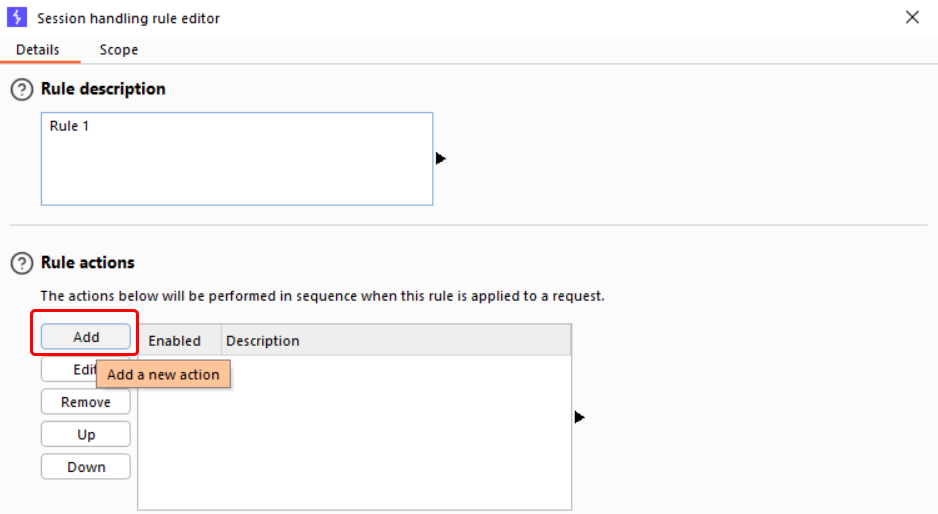 Session handling rule editor
Details Scope
? Rule description
Rule 1
? Rule actions
The actions below will be performed in sequence when this rule is applied to a request.
Add Enabled Description
Edit
Add a new action
Remove
Up
Down